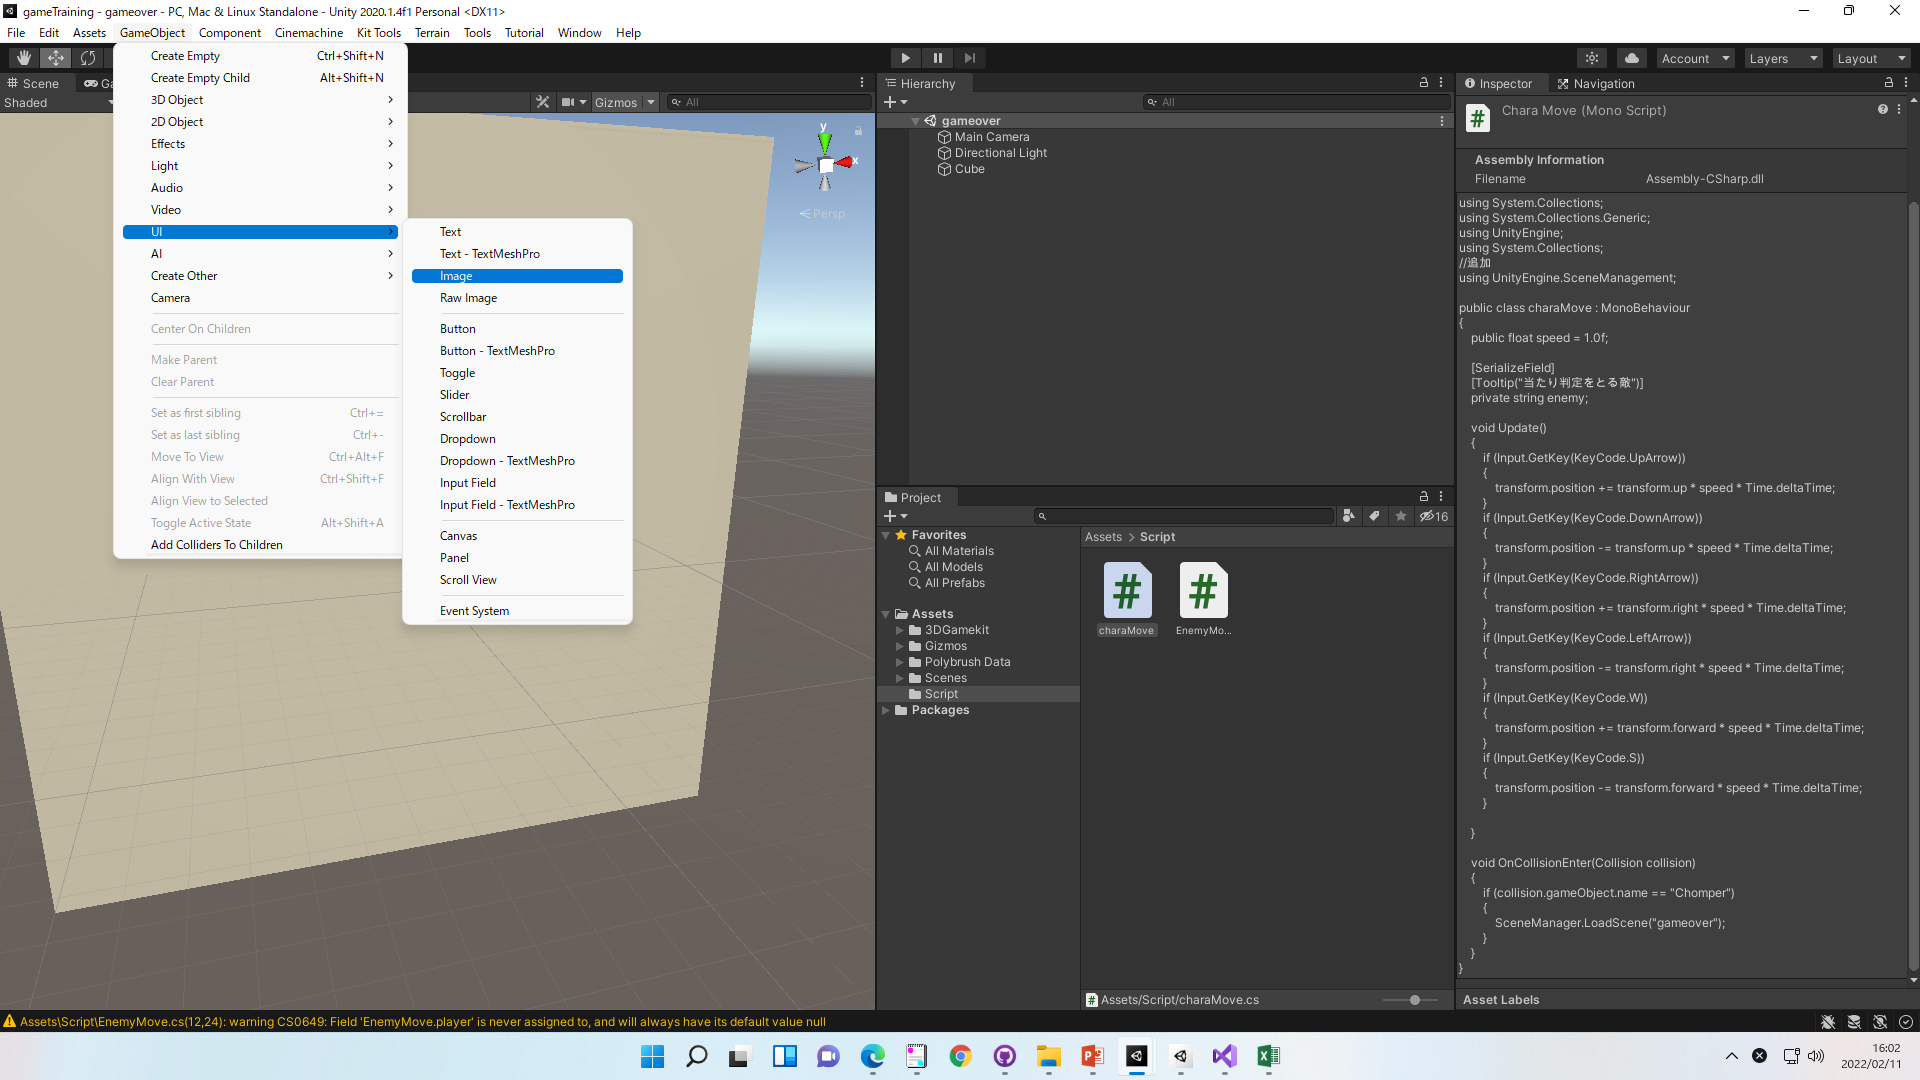 gameTraining - gameover - PC, Mac & Linux Standalone - Unity 2020.1.4f1 Personal <DX11>
File Edit Assets GameObject Component Cinemachine Kit Tools Terrain Tools Tutorial Window Help
Account Layers Layout
Scene Ga
Shaded Gizmos All
y
x
Persp
Create Empty Ctrl+Shift+N
Create Empty Child Alt+Shift+N
3D Object
2D Object
Effects
Light
Audio
Video
UI
AI
Create Other
Camera
Center On Children
Make Parent
Clear Parent
Set as first sibling Ctrl+=
Set as last sibling Ctrl+-
Move To View Ctrl+Alt+F
Align With View Ctrl+Shift+F
Align View to Selected
Toggle Active State Alt+Shift+A
Add Colliders To Children
Text
Text - TextMeshPro
Image
Raw Image
Button
Button - TextMeshPro
Toggle
Slider
Scrollbar
Dropdown
Dropdown - TextMeshPro
Input Field
Input Field - TextMeshPro
Canvas
Panel
Scroll View
Event System
Hierarchy
All
gameover
Main Camera
Directional Light
Cube
Project
16
Favorites
All Materials
All Models
All Prefabs
Assets
3DGamekit
Gizmos
Polybrush Data
Scenes
Script
Packages
Assets > Script
charaMove EnemyMo...
Assets/Script/charaMove.cs
Inspector Navigation
Chara Move (Mono Script)
Assembly Information
Filename Assembly-CSharp.dll
using System.Collections;
using System.Collections.Generic;
using UnityEngine;
using System.Collections;
//追加
using UnityEngine.SceneManagement;
public class charaMove : MonoBehaviour
{
public float speed = 1.0f;
[SerializeField]
[Tooltip("当たり判定をとる敵")]
private string enemy;
void Update()
{
if (Input.GetKey(KeyCode.UpArrow))
{
transform.position += transform.up * speed * Time.deltaTime;
}
if (Input.GetKey(KeyCode.DownArrow))
{
transform.position -= transform.up * speed * Time.deltaTime;
}
if (Input.GetKey(KeyCode.RightArrow))
{
transform.position += transform.right * speed * Time.deltaTime;
}
if (Input.GetKey(KeyCode.LeftArrow))
{
transform.position -= transform.right * speed * Time.deltaTime;
}
if (Input.GetKey(KeyCode.W))
{
transform.position += transform.forward * speed * Time.deltaTime;
}
if (Input.GetKey(KeyCode.S))
{
transform.position -= transform.forward * speed * Time.deltaTime;
}
}
void OnCollisionEnter(Collision collision)
{
if (collision.gameObject.name == "Chomper")
{
SceneManager.LoadScene("gameover");
}
}
}
Asset Labels
Assets\Script\EnemyMove.cs(12,24): warning CS0649: Field 'EnemyMove.player' is never assigned to, and will always have its default value null
16:02
2022/02/11